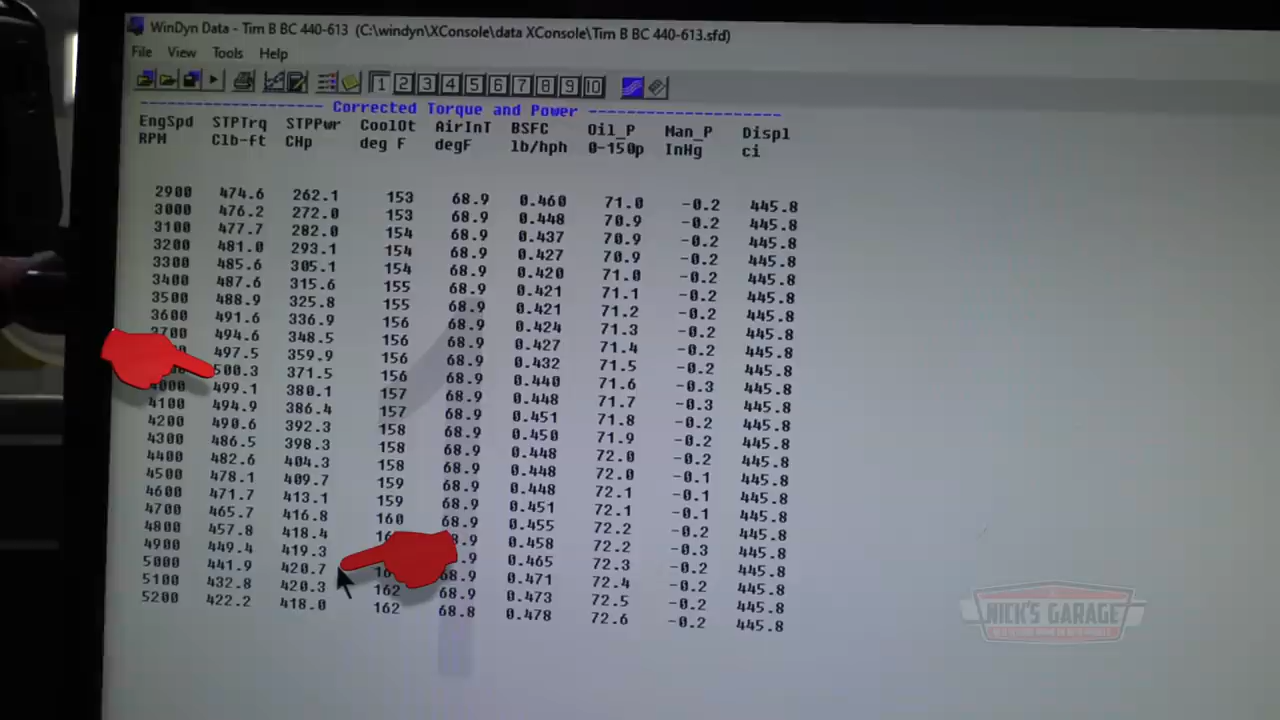 WinDyn Data - Tim B BC 440-613 (C:\windyn\XConsole\data XConsole\Tim B BC 440-613.sfd)
File View Tools Help
1 2 3 4 5 6 7 8 9 10
-------------------- Corrected Torque and Power ---------------------
EngSpd STPTrq STPPwr CoolOt AirInT BSFC Oil_P Man_P Displ
RPM Clb-ft CHp deg F degF lb/hph 0-150p InHg ci
2900 474.6 262.1 153 68.9 0.460 71.0 -0.2 445.8
3000 476.2 272.0 153 68.9 0.448 70.9 -0.2 445.8
3100 477.7 282.0 154 68.9 0.437 70.9 -0.2 445.8
3200 481.0 293.1 154 68.9 0.427 70.9 -0.2 445.8
3300 485.6 305.1 154 68.9 0.420 71.0 -0.2 445.8
3400 487.6 315.6 155 68.9 0.421 71.1 -0.2 445.8
3500 488.9 325.8 155 68.9 0.421 71.2 -0.2 445.8
3600 491.6 336.9 156 68.9 0.424 71.3 -0.2 445.8
3700 494.6 348.5 156 68.9 0.427 71.4 -0.2 445.8
497.5 359.9 156 68.9 0.432 71.5 -0.2 445.8
500.3 371.5 156 68.9 0.440 71.6 -0.3 445.8
4000 499.1 380.1 157 68.9 0.448 71.7 -0.3 445.8
4100 494.9 386.4 157 68.9 0.451 71.8 -0.2 445.8
4200 490.6 392.3 158 68.9 0.450 71.9 -0.2 445.8
4300 486.5 398.3 158 68.9 0.448 72.0 -0.2 445.8
4400 482.6 404.3 158 68.9 0.448 72.0 -0.1 445.8
4500 478.1 409.7 159 68.9 0.448 72.1 -0.1 445.8
4600 471.7 413.1 159 68.9 0.451 72.1 -0.1 445.8
4700 465.7 416.8 160 68.9 0.455 72.2 -0.2 445.8
4800 457.8 418.4 0.458 72.2 -0.3 445.8
4900 449.4 419.3 0.465 72.3 -0.2 445.8
5000 441.9 420.7 68.9 0.471 72.4 -0.2 445.8
5100 432.8 420.3 162 68.9 0.473 72.5 -0.2 445.8
5200 422.2 418.0 162 68.8 0.478 72.6 -0.2 445.8
NICK'S GARAGE